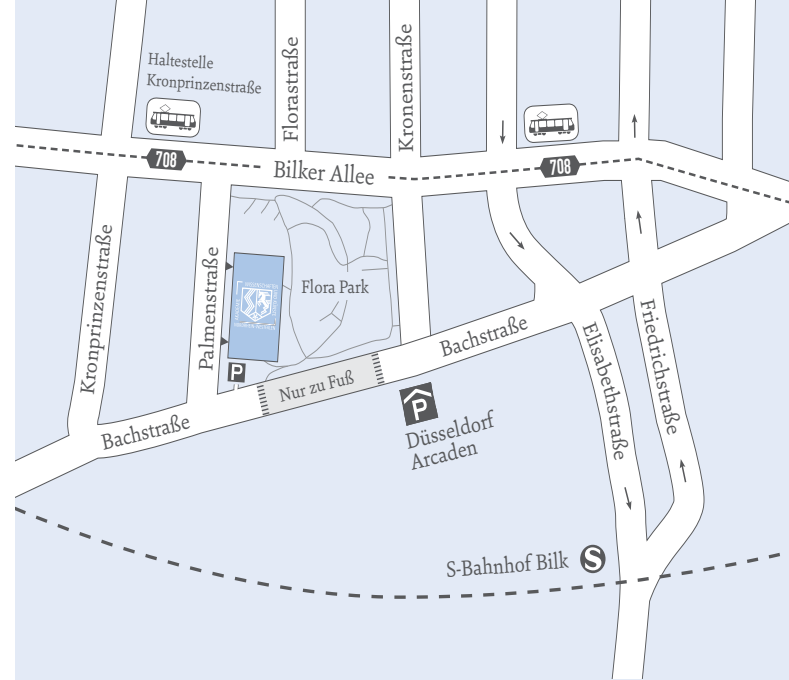 Haltestelle
Kronprinzenstraße
Florastraße
Kronenstraße
708
Bilker Allee
708
Kronprinzenstraße
Palmenstraße
Flora Park
P
Nur zu Fuß
Bachstraße
Bachstraße
Elisabethstraße
Friedrichstraße
P
Düsseldorf
Arcaden
S-Bahnhof Bilk
S